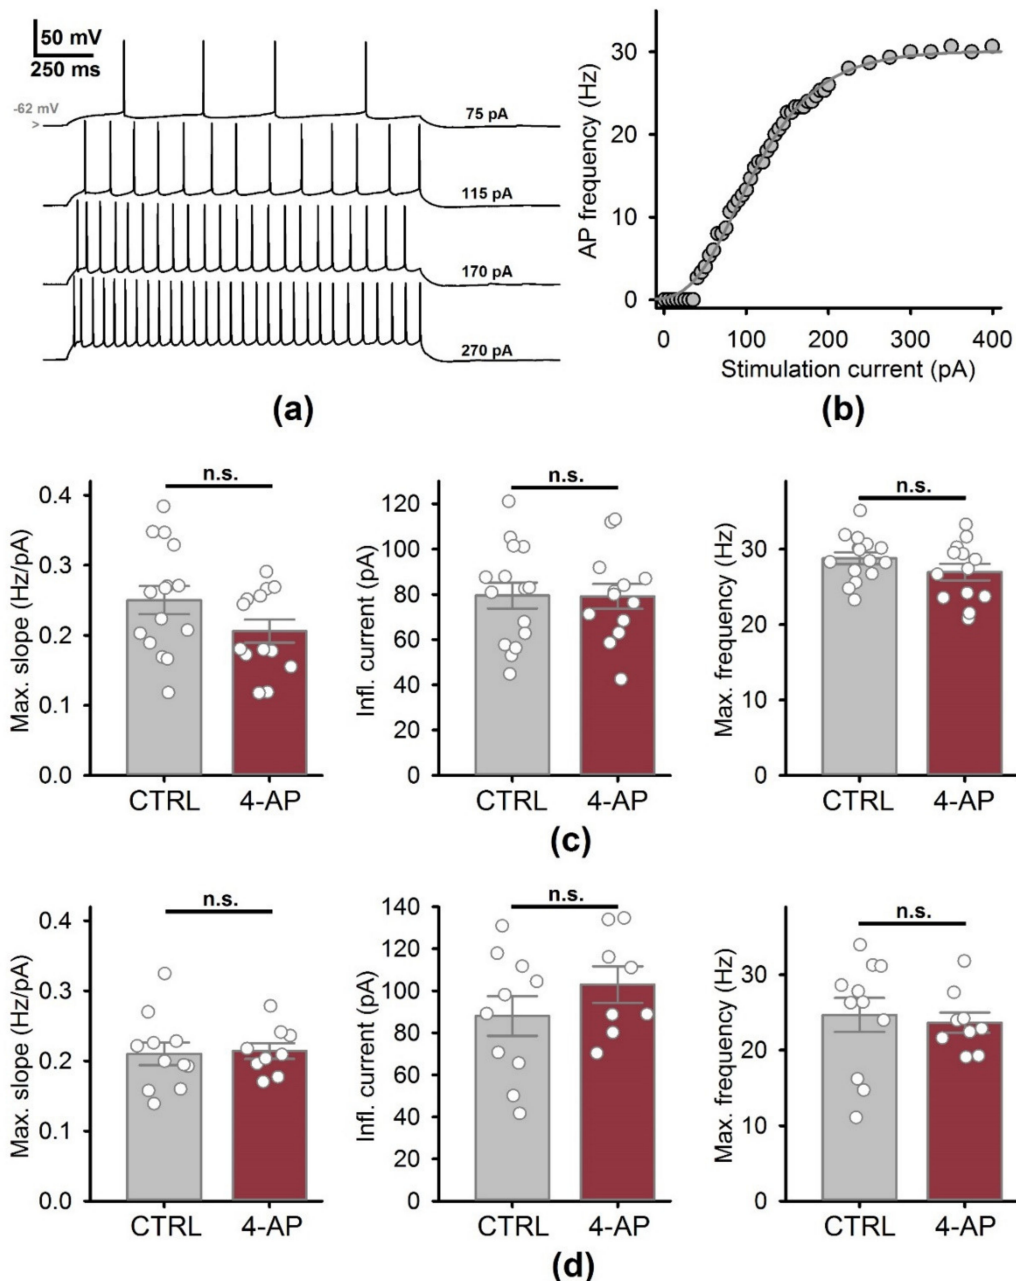 50 mV
250 ms
-62 mV
>
75 pA
115 pA
170 pA
270 pA
(a)
AP frequency (Hz)
30
20
10
0
0 100 200 300 400
Stimulation current (pA)
(b)
Max. slope (Hz/pA)
0.4
0.3
0.2
0.1
0.0
n.s.
CTRL 4-AP
Infl. current (pA)
120
100
80
60
40
20
0
n.s.
CTRL 4-AP
Max. frequency (Hz)
30
20
10
0
n.s.
CTRL 4-AP
(c)
Max. slope (Hz/pA)
0.4
0.3
0.2
0.1
0.0
n.s.
CTRL 4-AP
Infl. current (pA)
140
120
100
80
60
40
20
0
n.s.
CTRL 4-AP
Max. frequency (Hz)
30
20
10
0
n.s.
CTRL 4-AP
(d)